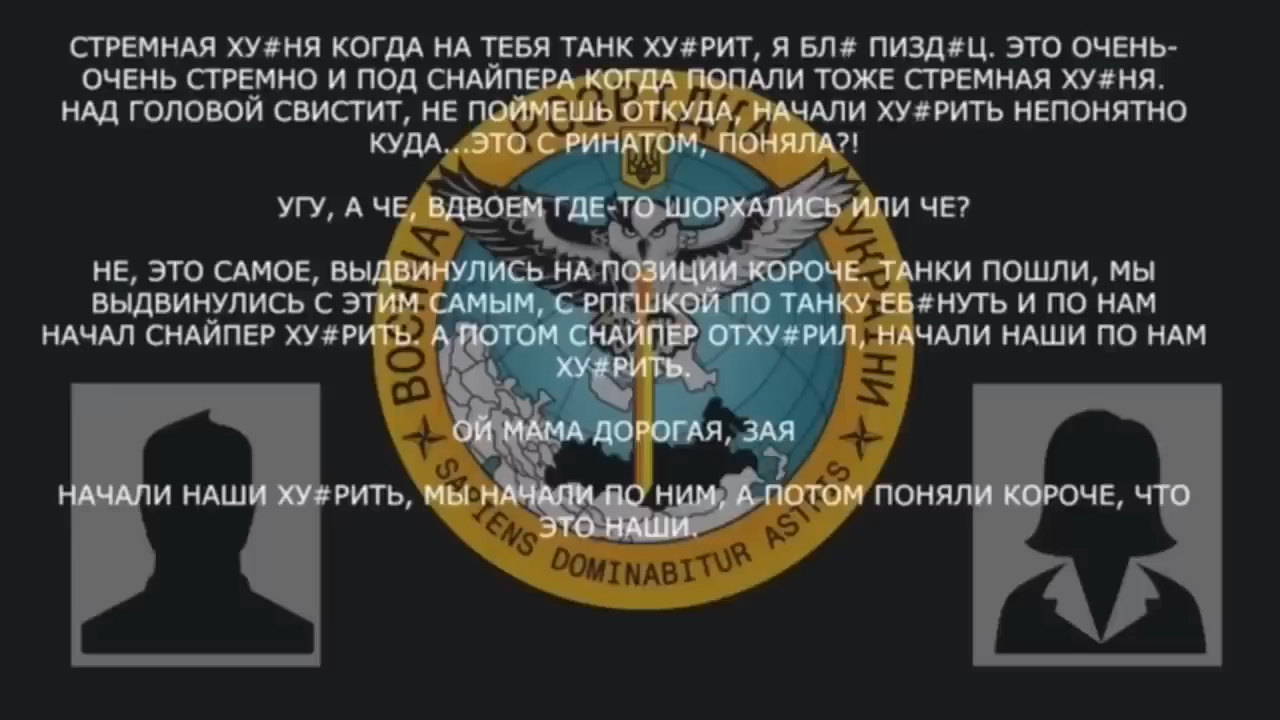 СТРЕМНАЯ ХУ#НЯ КОГДА НА ТЕБЯ ТАНК ХУ#РИТ, Я БЛ# ПИЗД#Ц. ЭТО ОЧЕНЬ-
ОЧЕНЬ СТРЕМНО И ПОД СНАЙПЕРА КОГДА ПОПАЛИ ТОЖЕ СТРЕМНАЯ ХУ#НЯ.
НАД ГОЛОВОЙ СВИСТИТ, НЕ ПОЙМЕШЬ ОТКУДА, НАЧАЛИ ХУ#РИТЬ НЕПОНЯТНО
КУДА...ЭТО С РИНАТОМ, ПОНЯЛА?!
УГУ, А ЧЕ, ВДВОЕМ ГДЕ-ТО ШОРХАЛИСЬ ИЛИ ЧЕ?
НЕ, ЭТО САМОЕ, ВЫДВИНУЛИСЬ НА ПОЗИЦИИ КОРОЧЕ. ТАНКИ ПОШЛИ, МЫ
ВЫДВИНУЛИСЬ С ЭТИМ САМЫМ, С РПГШКОЙ ПО ТАНКУ ЕБ#НУТЬ И ПО НАМ
НАЧАЛ СНАЙПЕР ХУ#РИТЬ. А ПОТОМ СНАЙПЕР ОТХУ#РИЛ, НАЧАЛИ НАШИ ПО НАМ
ХУ#РИТЬ.
ОЙ МАМА ДОРОГАЯ, ЗАЯ
НАЧАЛИ НАШИ ХУ#РИТЬ, МЫ НАЧАЛИ ПО НИМ, А ПОТОМ ПОНЯЛИ КОРОЧЕ, ЧТО
ЭТО НАШИ.
ВОЄННА РОЗВІДКА УКРАЇНИ
SAPIENS DOMINABITUR ASTRIS